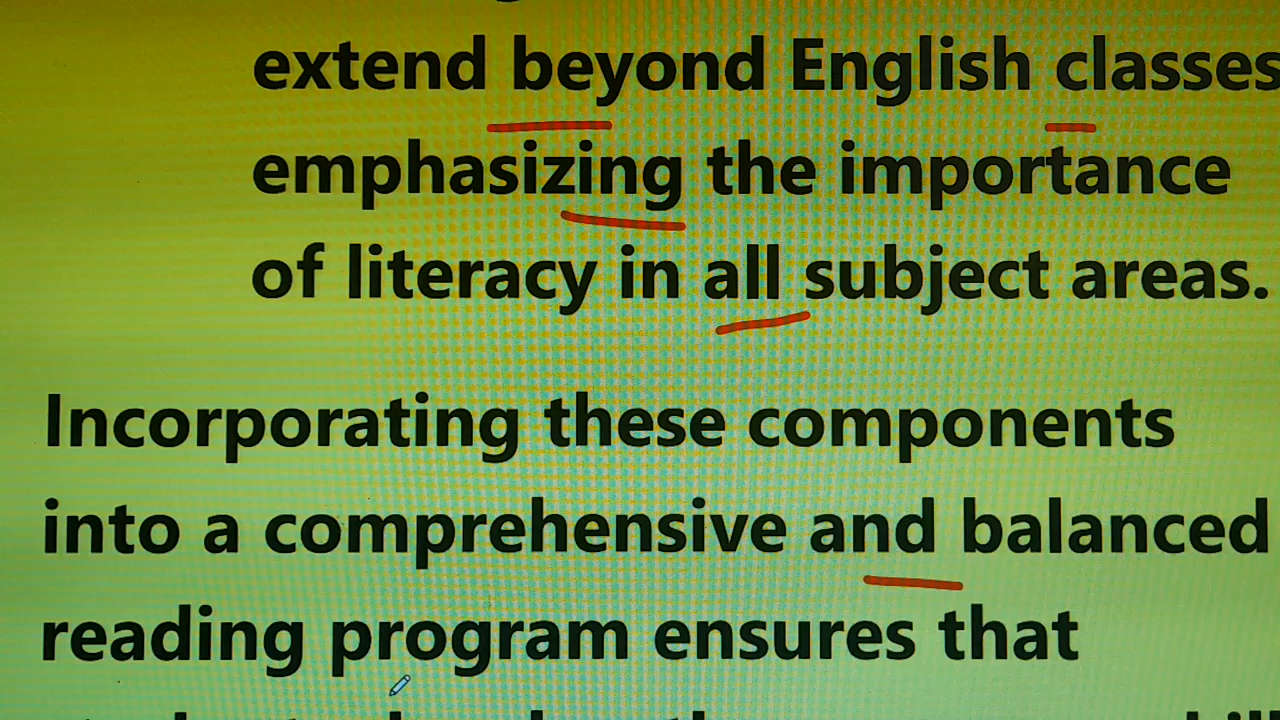 extend beyond English classes
emphasizing the importance
of literacy in all subject areas.
Incorporating these components
into a comprehensive and balanced
reading program ensures that